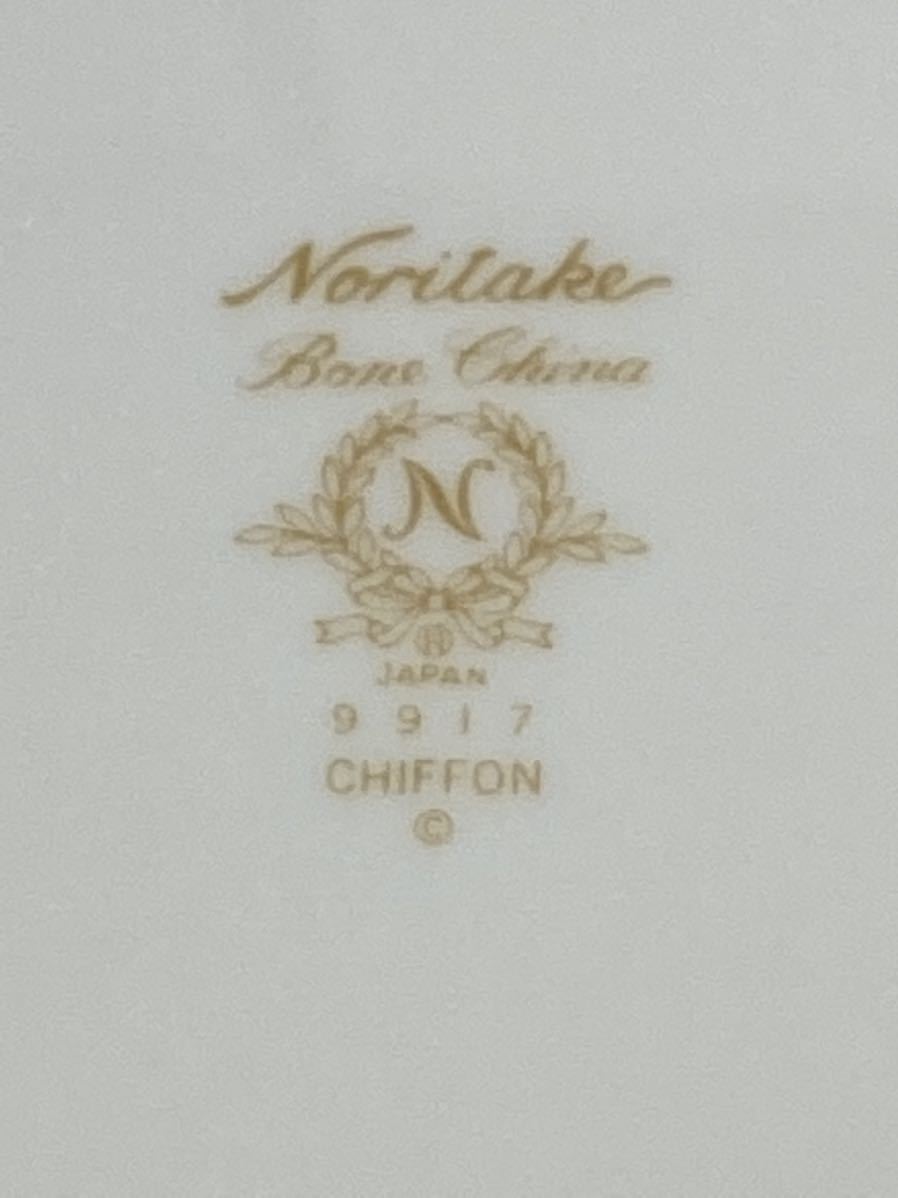 Noritake
Bone China
N
Ⓗ
JAPAN
9917
CHIFFON
©